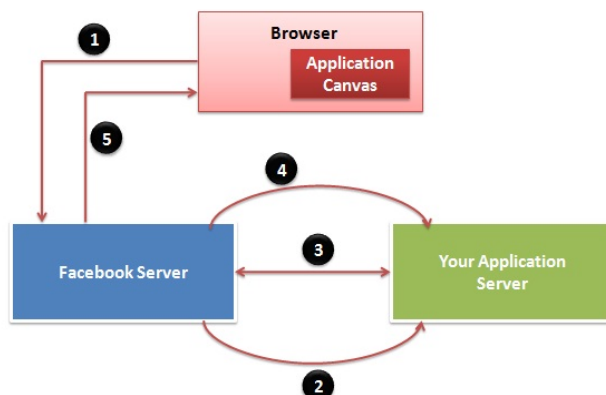 1
Browser
Application
Canvas
5
4
Facebook Server
3
Your Application
Server
2